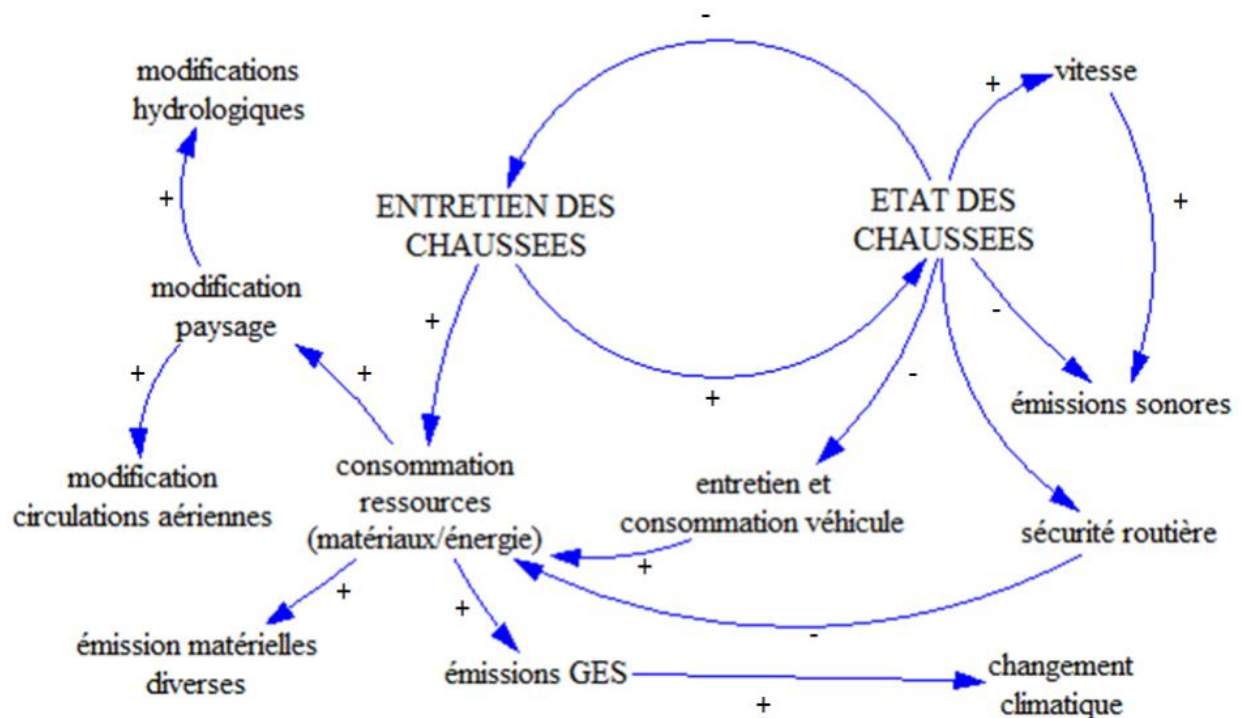 -
modifications
hydrologiques
vitesse
+
+
ENTRETIEN DES
CHAUSSEES
ETAT DES
CHAUSSEES
+
modification
paysage
+
-
+
+
-
+
émissions sonores
modification
circulations aériennes
consommation
ressources
(matériaux/énergie)
entretien et
consommation véhicule
sécurité routière
+
+
+
-
émission matérielles
diverses
émissions GES
+
changement
climatique